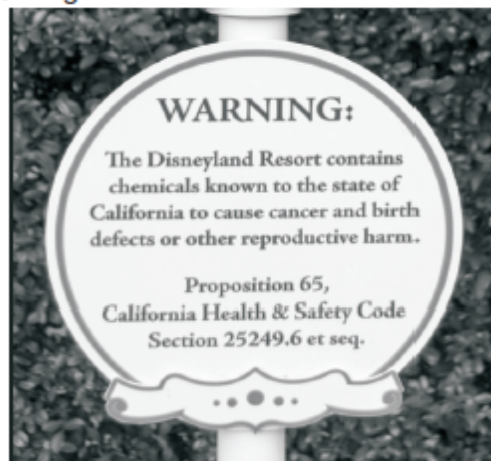 WARNING:
The Disneyland Resort contains
chemicals known to the state of
California to cause cancer and birth
defects or other reproductive harm.
Proposition 65,
California Health & Safety Code
Section 25249.6 et seq.